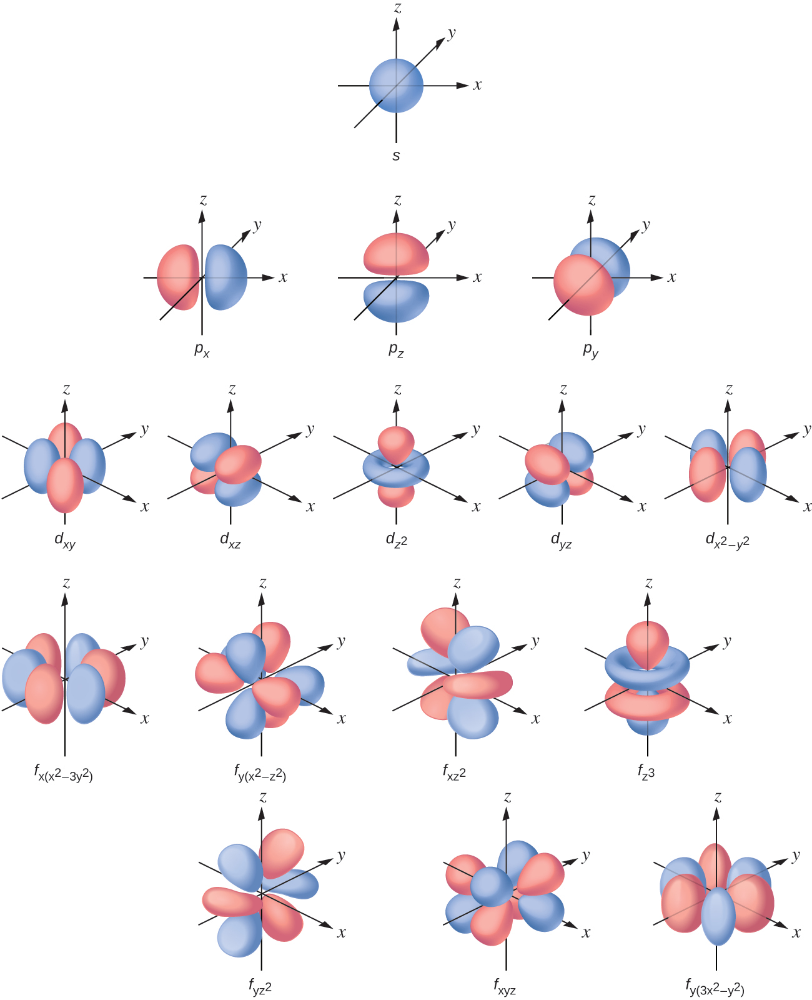 z
y
x
s
z z z
y y y
x x x
pₓ p_z p_y
z z z z z
y y y y y
x x x x x
d_xy d_xz d_z² d_yz d_x²–y²
z z z z
y y y y
x x x x
f_x(x²–3y²) f_y(x²–z²) f_xz² f_z³
z z z
y y y
x x x
f_yz² f_xyz f_y(3x²–y²)